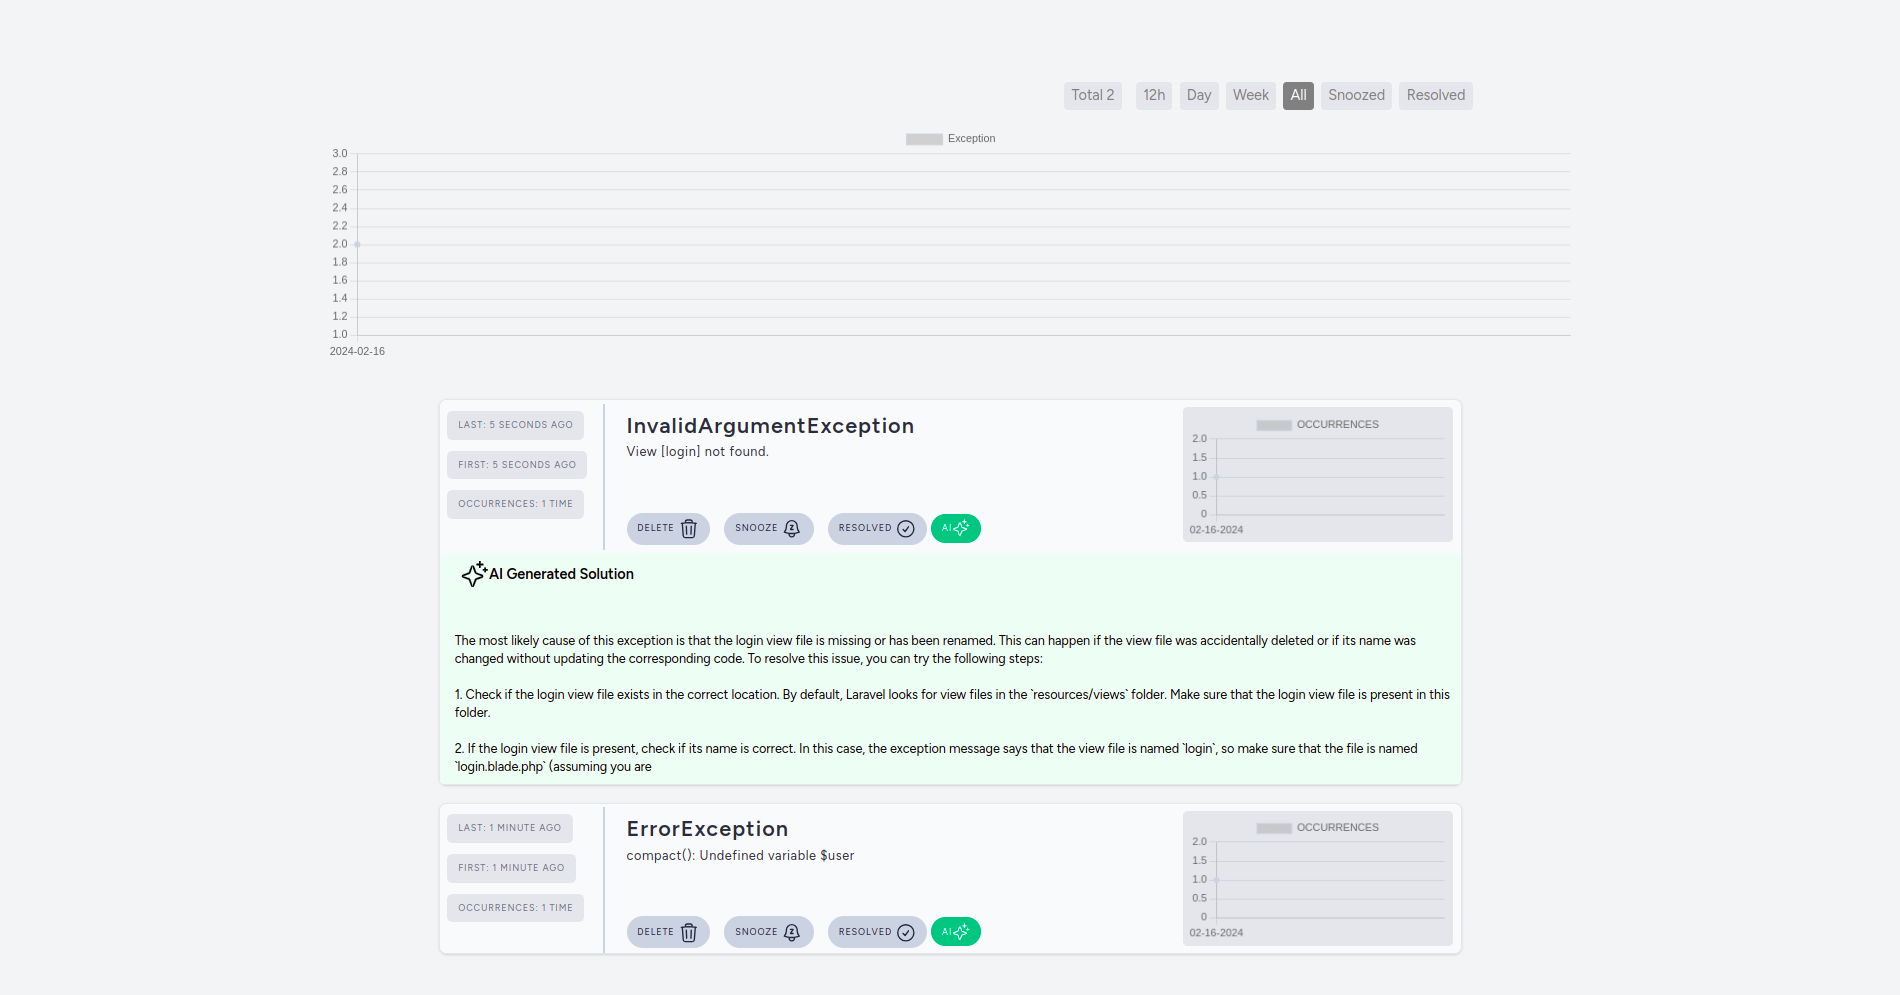 Total 2 12h Day Week All Snoozed Resolved
Exception
3.0
2.8
2.6
2.4
2.2
2.0
1.8
1.6
1.4
1.2
1.0
2024-02-16
LAST: 5 SECONDS AGO
FIRST: 5 SECONDS AGO
OCCURRENCES: 1 TIME
InvalidArgumentException
View [login] not found.
DELETE SNOOZE RESOLVED AI
OCCURRENCES
2.0
1.5
1.0
0.5
0
02-16-2024
AI Generated Solution
The most likely cause of this exception is that the login view file is missing or has been renamed. This can happen if the view file was accidentally deleted or if its name was
changed without updating the corresponding code. To resolve this issue, you can try the following steps:
1. Check if the login view file exists in the correct location. By default, Laravel looks for view files in the `resources/views` folder. Make sure that the login view file is present in this
folder.
2. If the login view file is present, check if its name is correct. In this case, the exception message says that the view file is named `login`, so make sure that the file is named
`login.blade.php` (assuming you are
LAST: 1 MINUTE AGO
FIRST: 1 MINUTE AGO
OCCURRENCES: 1 TIME
ErrorException
compact(): Undefined variable $user
DELETE SNOOZE RESOLVED AI
OCCURRENCES
2.0
1.5
1.0
0.5
0
02-16-2024